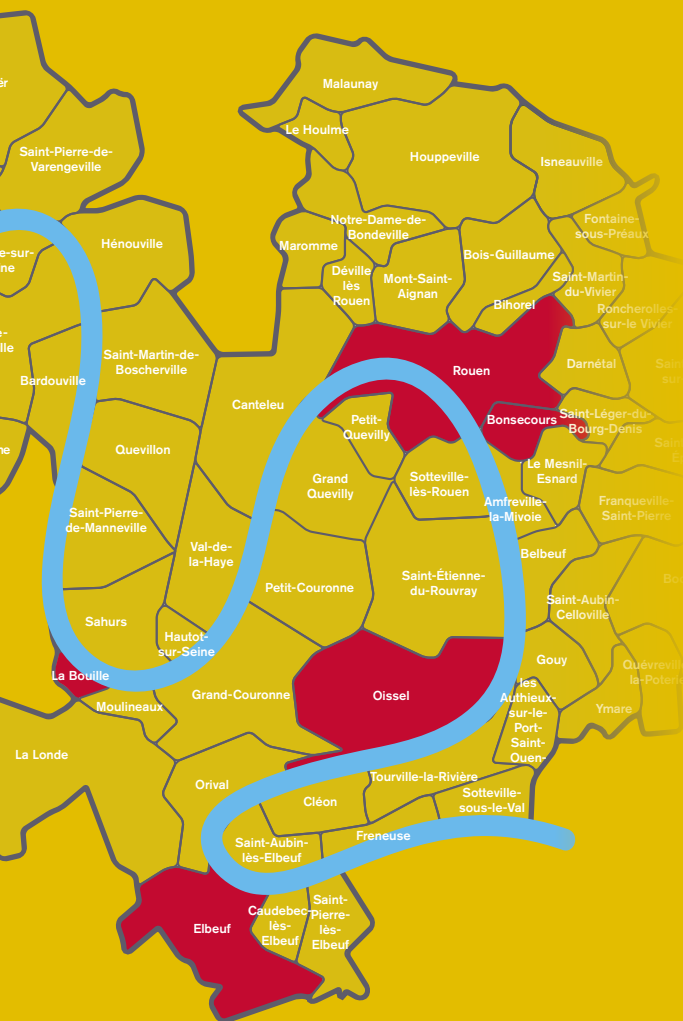 Malaunay
ër
Le Houlme
Saint-Pierre-de-
Varengeville
Houppeville
Isneauville
Notre-Dame-de-
Bondeville
Fontaine-
sous-Préaux
Hénouville
Maromme
e-sur-
ne
Bois-Guillaume
Déville
lès
Rouen
Mont-Saint-
Aignan
Saint-Martin-
du-Vivier
Bihorel
Roncherolles-
sur-le Vivier
e-
lle
Saint-Martin-de-
Boscherville
Rouen
Darnétal
Bardouville
Canteleu
Petit-
Quevilly
Bonsecours
Saint-Léger-du-
Bourg-Denis
ne
Quevillon
Le Mesnil-
Esnard
Grand
Quevilly
Sotteville-
lès-Rouen
Amfreville-
la-Mivoie
Franqueville-
Saint-Pierre
Saint-Pierre-
de-Manneville
Val-de-
la-Haye
Belbeuf
Petit-Couronne
Saint-Étienne-
du-Rouvray
Saint-Aubin-
Celloville
Sahurs
Hautot-
sur-Seine
Gouy
Quévreville-
la-Poterie
La Bouille
Moulineaux
Grand-Couronne
Oissel
les
Authieux-
sur-le-
Port-
Saint-
Ouen-
Ymare
La Londe
Orival
Tourville-la-Rivière
Cléon
Sotteville-
sous-le-Val
Freneuse
Saint-Aubin-
lès-Elbeuf
Elbeuf
Caudebec-
lès-
Elbeuf
Saint-
Pierre-
lès-
Elbeuf